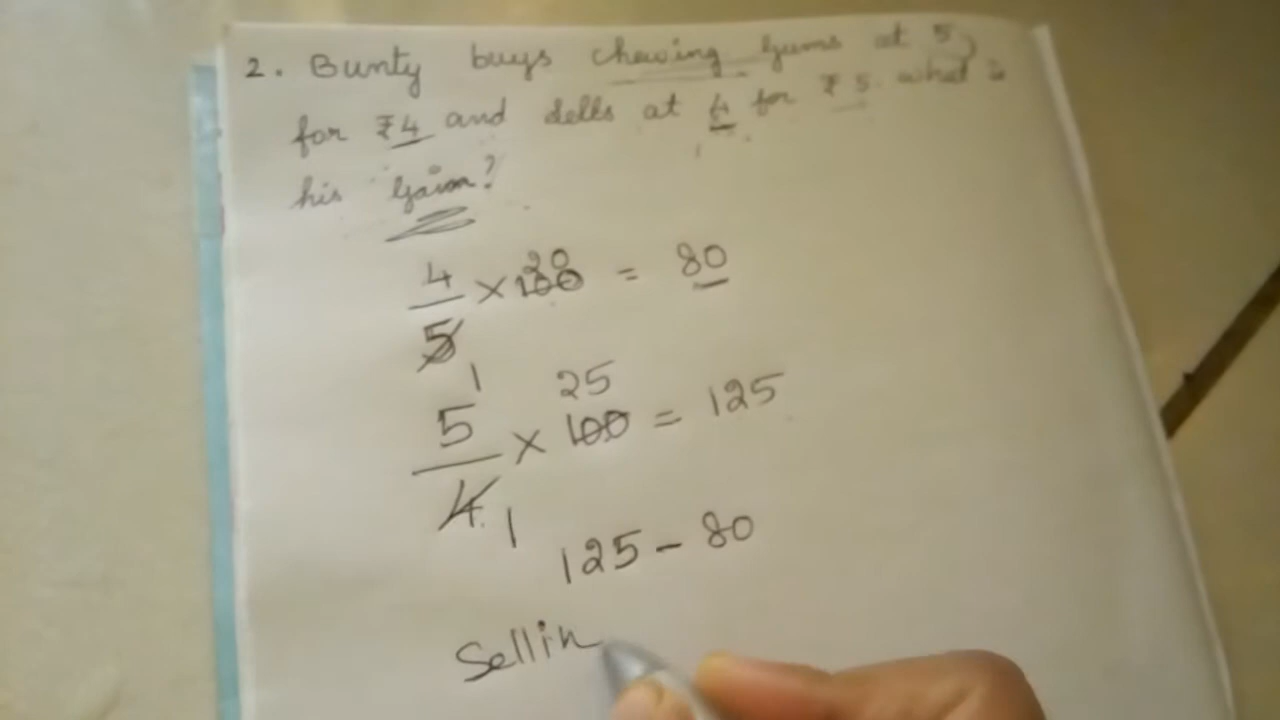 2. Bunty buys chewing Gums at 5
for ₹4 and sells at 4 for ₹5. what is
his Gain?
4/5 × 100 20 = 80
1
5/4 × 100 25 = 125
1
125 - 80
Sellin